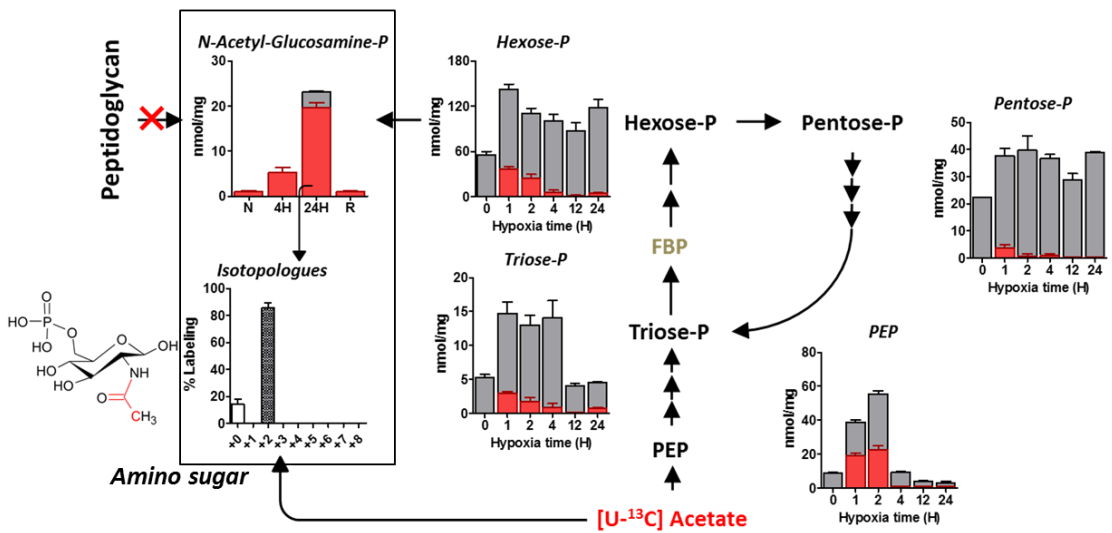 N-Acetyl-Glucosamine-P
30
20
10
0
nmol/mg
N 4H 24H R
Peptidoglycan
Isotopologues
100
80
60
40
20
0
% Labeling
+0 +1 +2 +3 +4 +5 +6 +7 +8
Amino sugar
O
HO P O
OH
O
OH
HO
HO
NH
O
CH3
Hexose-P
180
120
60
0
nmol/mg
0 1 2 4 12 24
Hypoxia time (H)
Triose-P
20
15
10
5
0
nmol/mg
0 1 2 4 12 24
Hypoxia time (H)
Hexose-P
Pentose-P
FBP
Triose-P
PEP
[U-13C] Acetate
Pentose-P
50
40
30
20
10
0
nmol/mg
0 1 2 4 12 24
Hypoxia time (H)
PEP
80
60
40
20
0
nmol/mg
0 1 2 4 12 24
Hypoxia time (H)